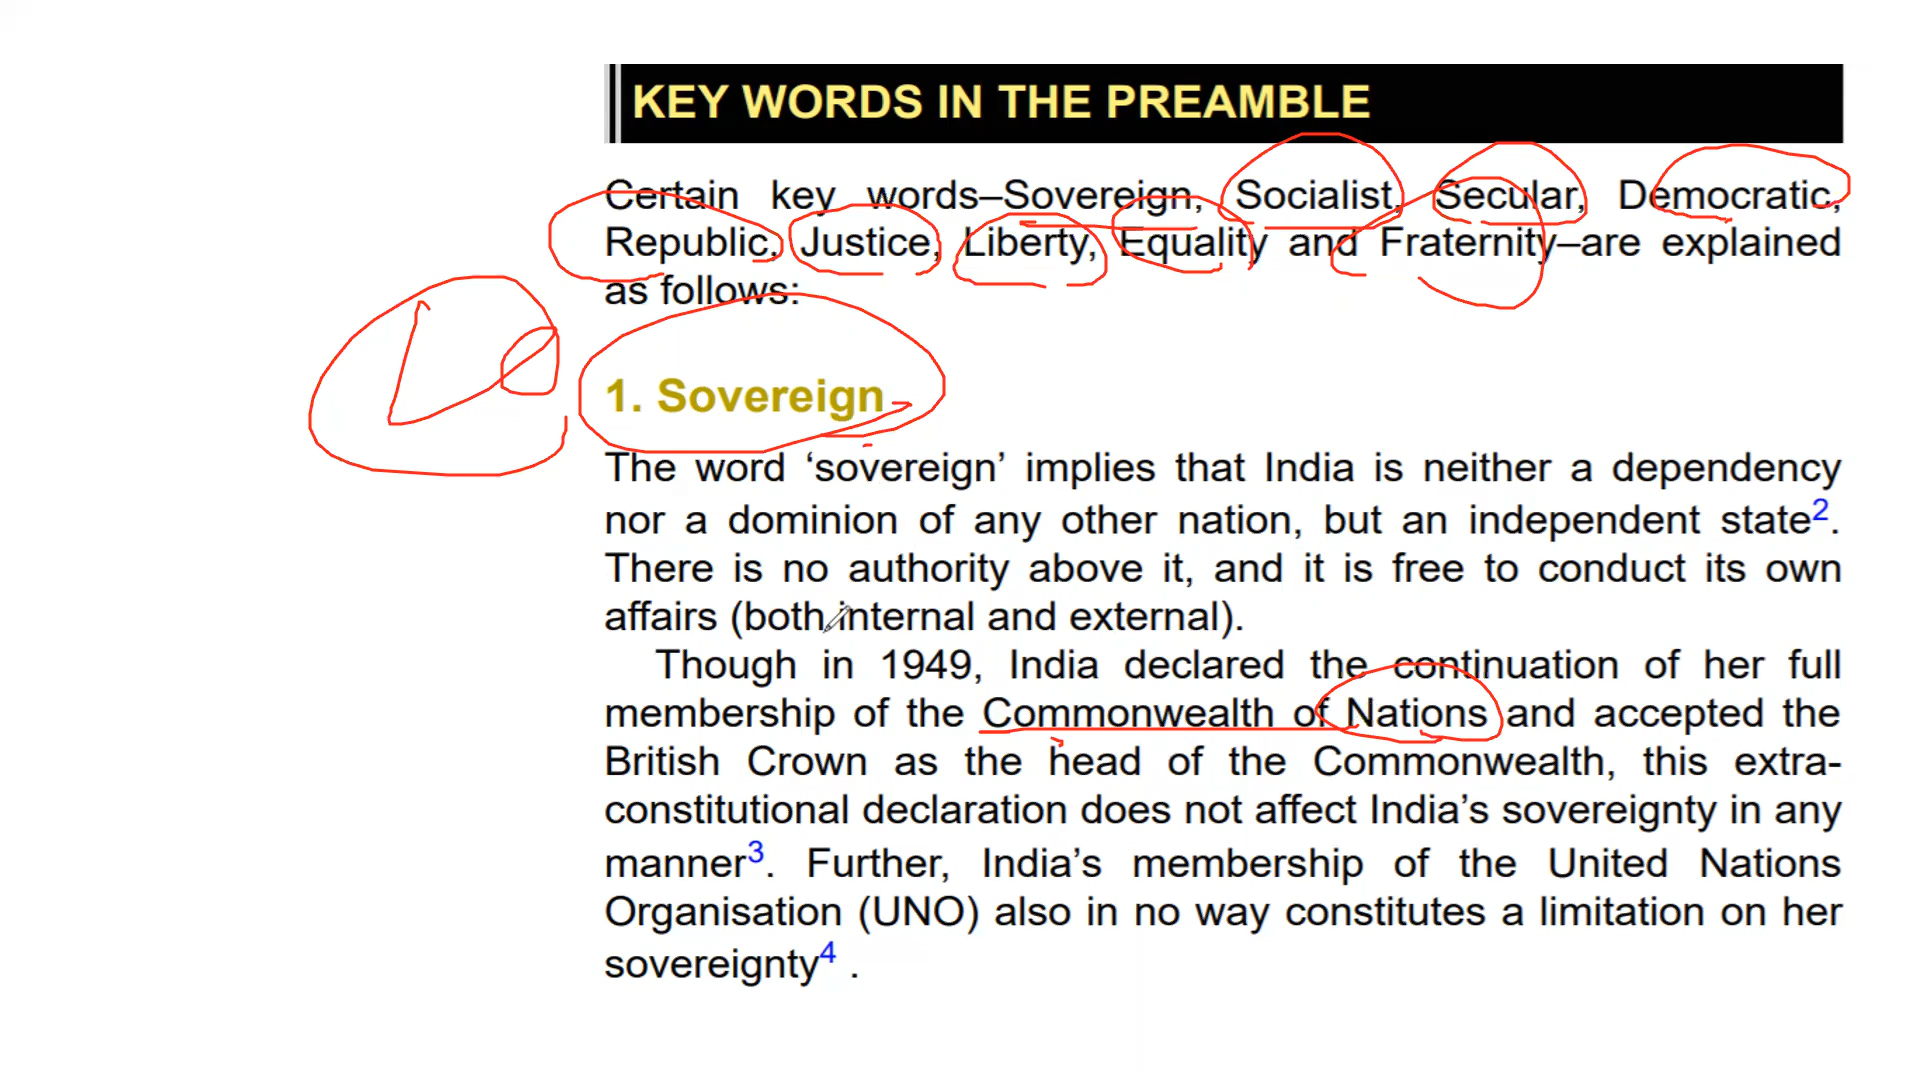 KEY WORDS IN THE PREAMBLE
Certain key words–Sovereign, Socialist, Secular, Democratic,
Republic, Justice, Liberty, Equality and Fraternity–are explained
as follows:
1. Sovereign
The word ‘sovereign’ implies that India is neither a dependency
nor a dominion of any other nation, but an independent state2.
There is no authority above it, and it is free to conduct its own
affairs (both internal and external).
Though in 1949, India declared the continuation of her full
membership of the Commonwealth of Nations and accepted the
British Crown as the head of the Commonwealth, this extra-
constitutional declaration does not affect India’s sovereignty in any
manner3. Further, India’s membership of the United Nations
Organisation (UNO) also in no way constitutes a limitation on her
sovereignty4 .